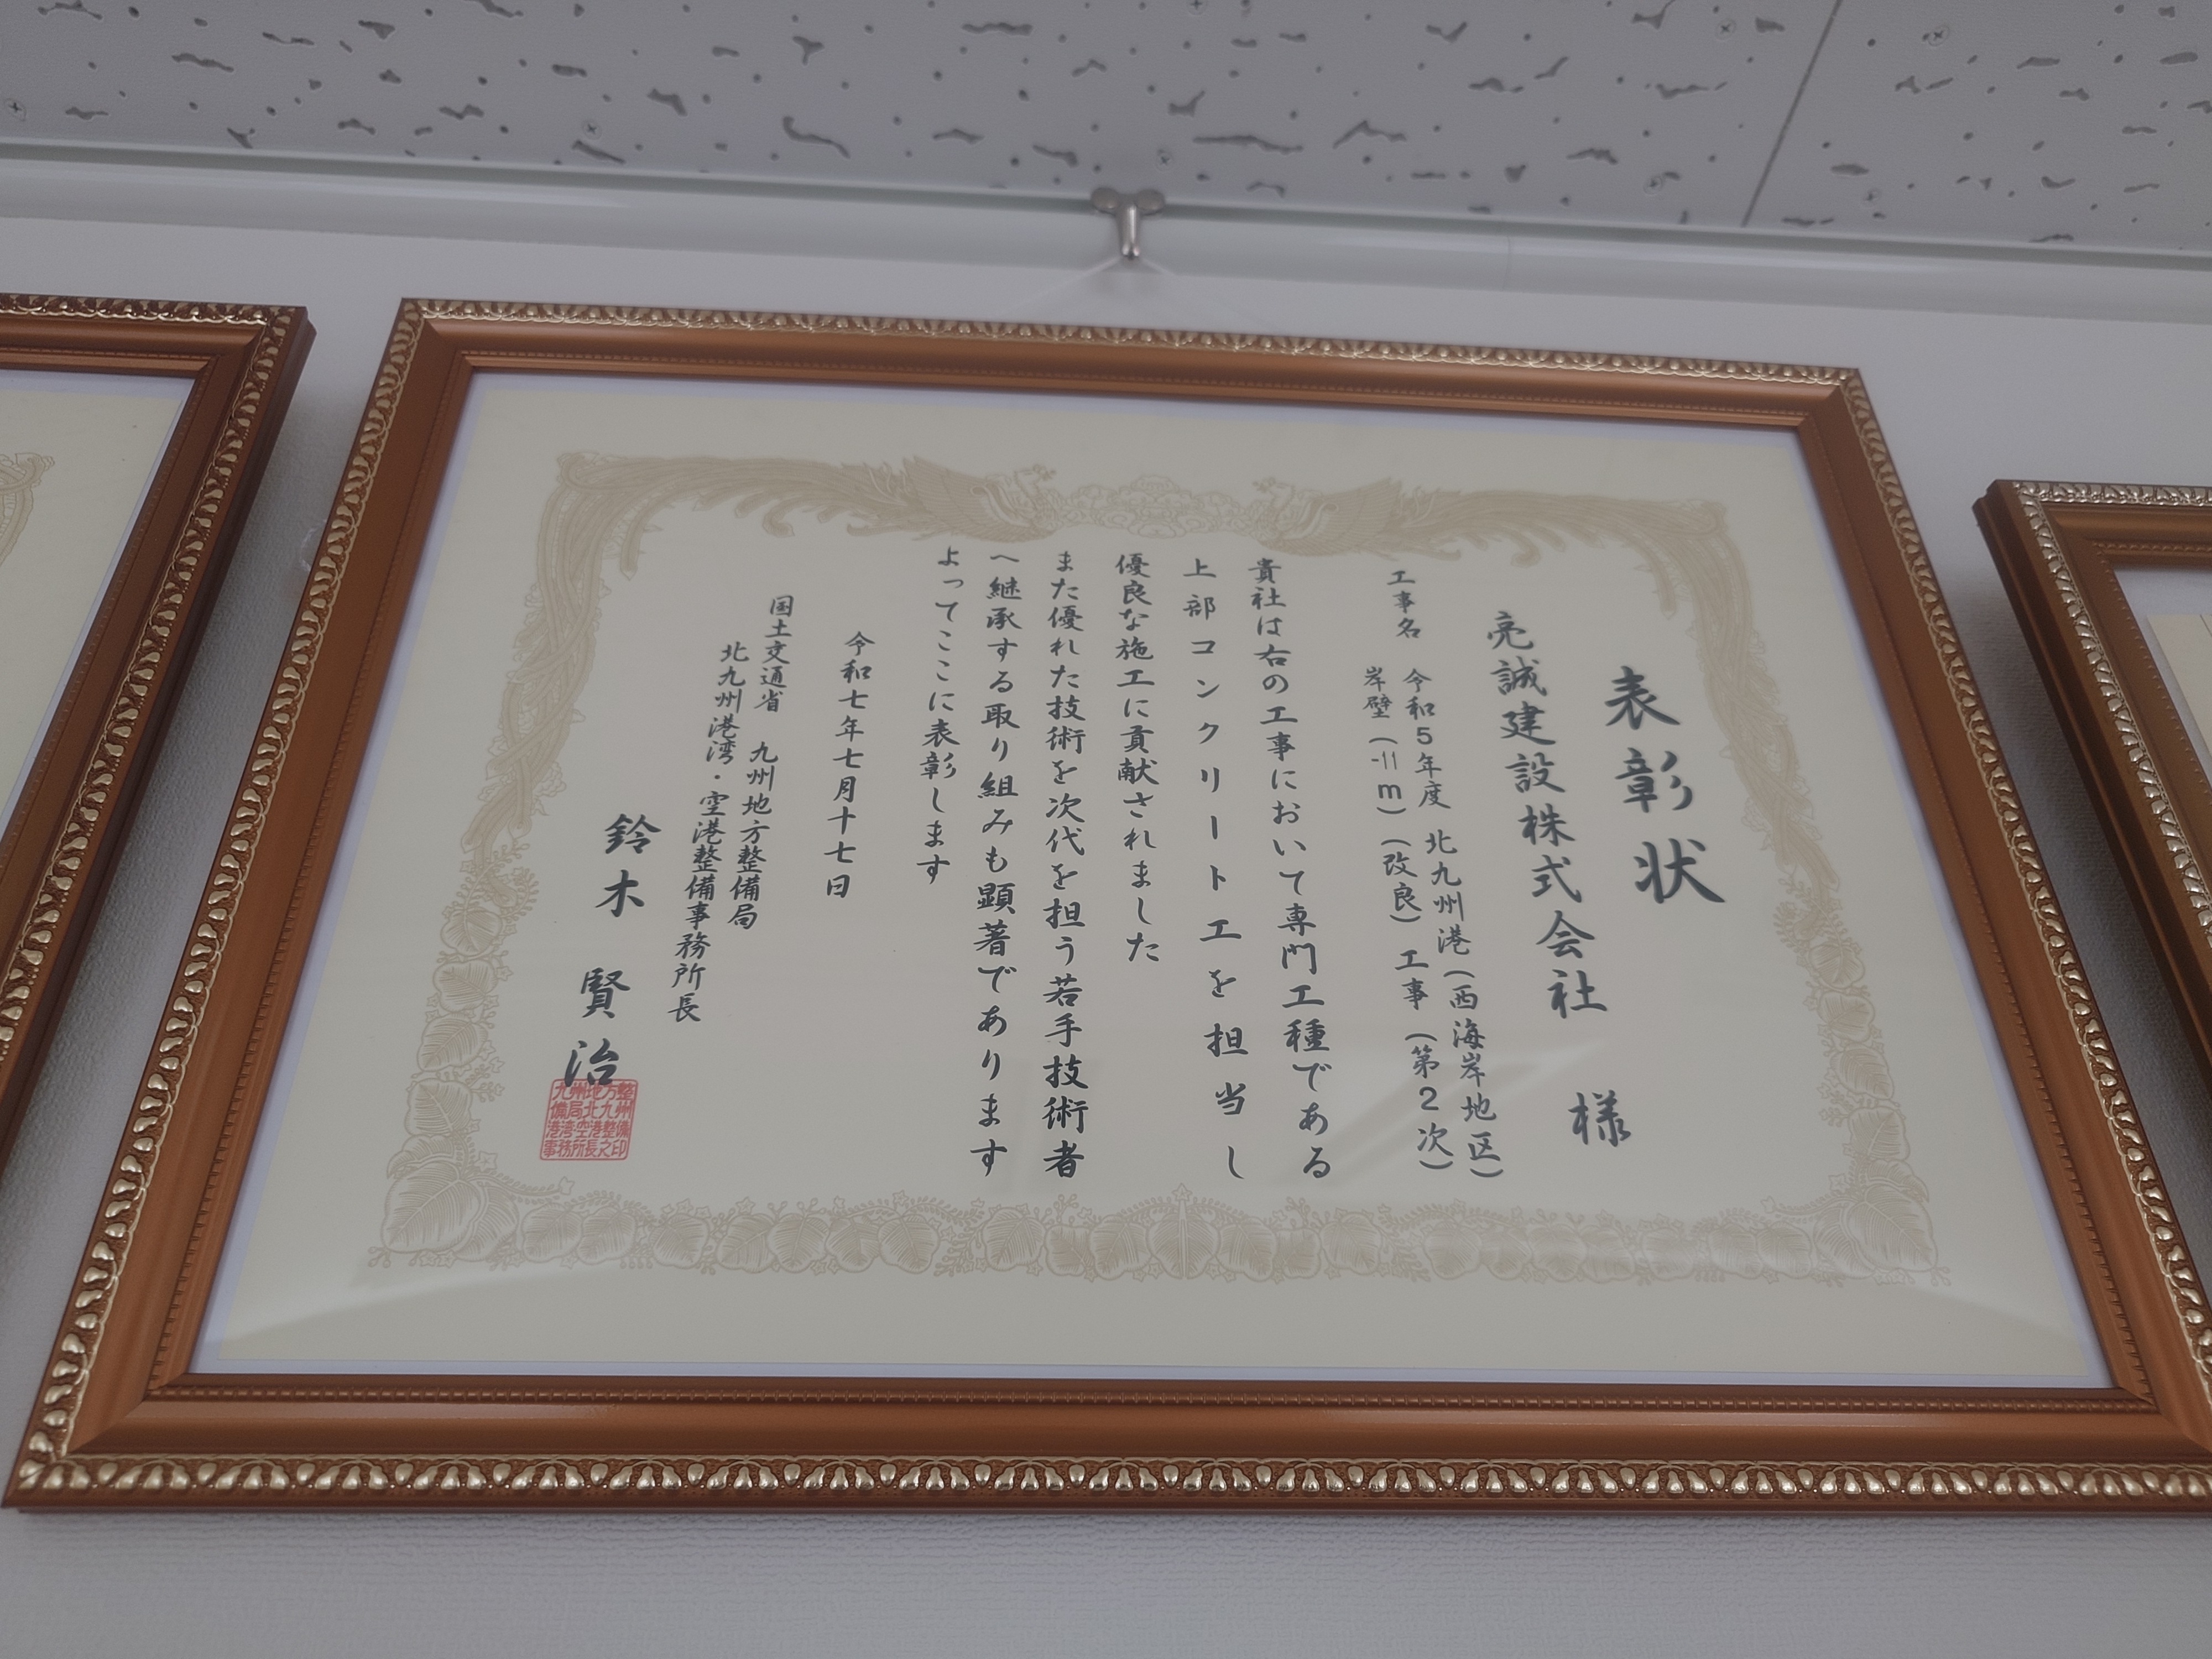 表彰状
亮誠建設株式会社　様
工事名　令和5年度　北九州港(西海岸地区)
岸壁(-11m)(改良)工事(第2次)
貴社は右の工事において専門工種である
上部コンクリート工を担当し
優良な施工に貢献されました
また優れた技術を次代を担う若手技術者
へ継承する取り組みも顕著であります
よってここに表彰します
令和七年七月十七日
国土交通省　九州地方整備局
北九州港湾・空港整備事務所長
鈴木　賢治
九州地方整
備局北九州
港湾空港整備
事務所長之印